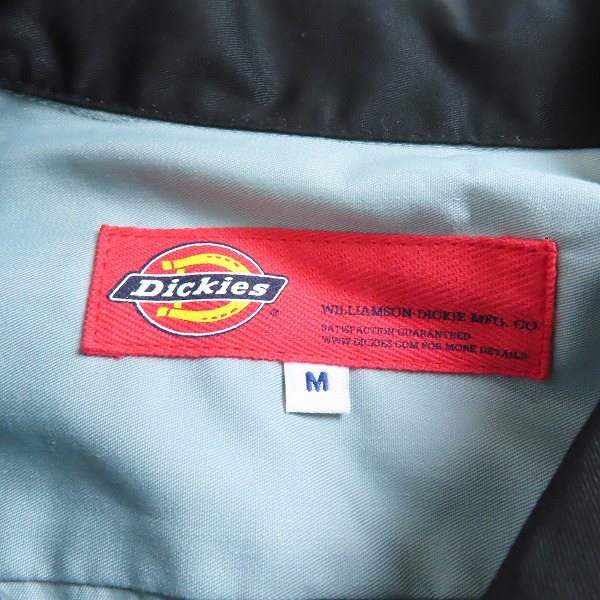 Dickies
®
WILLIAMSON-DICKIE MFG. CO
SATISFACTION GUARANTEED
WWW.DICKIES.COM FOR MORE DETAILS
M